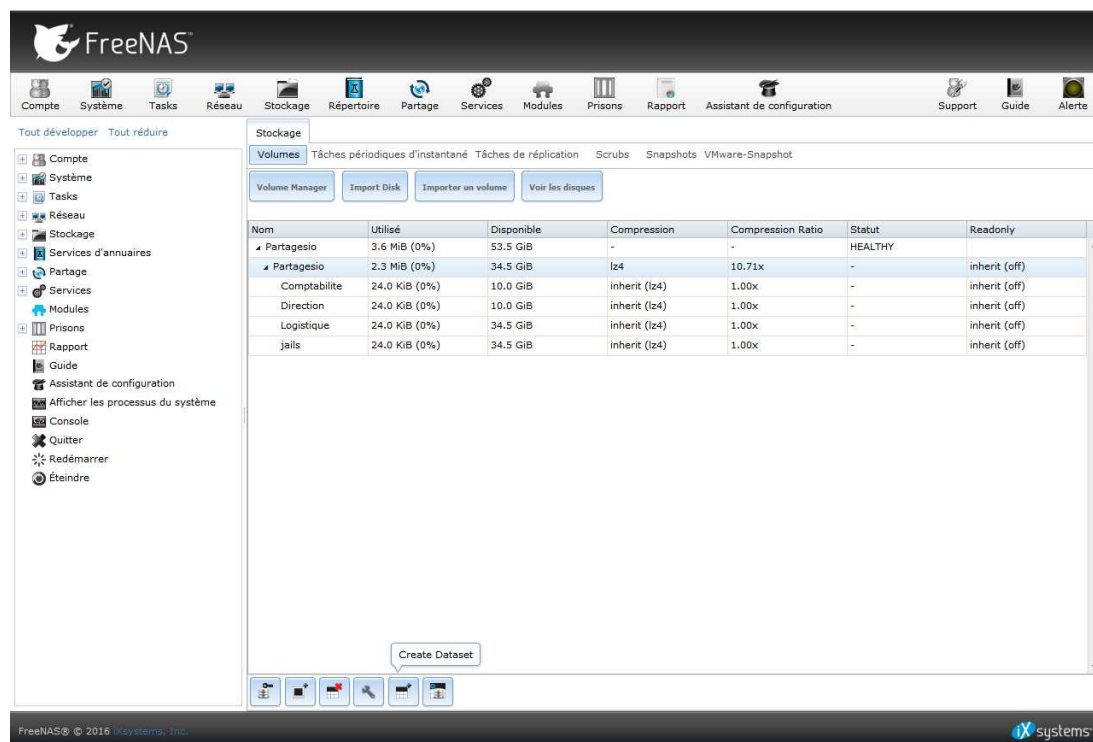 FreeNAS™
Compte Système Tasks Réseau Stockage Répertoire Partage Services Modules Prisons Rapport Assistant de configuration Support Guide Alerte
Tout développer Tout réduire
Compte
Système
Tasks
Réseau
Stockage
Services d'annuaires
Partage
Services
Modules
Prisons
Rapport
Guide
Assistant de configuration
Afficher les processus du système
Console
Quitter
Redémarrer
Éteindre
Stockage
Volumes Tâches périodiques d'instantané Tâches de réplication Scrubs Snapshots VMware-Snapshot
Volume Manager Import Disk Importer un volume Voir les disques
Nom Utilisé Disponible Compression Compression Ratio Statut Readonly
Partagesio 3.6 MiB (0%) 53.5 GiB - - HEALTHY
Partagesio 2.3 MiB (0%) 34.5 GiB lz4 10.71x - inherit (off)
Comptabilite 24.0 KiB (0%) 10.0 GiB inherit (lz4) 1.00x - inherit (off)
Direction 24.0 KiB (0%) 10.0 GiB inherit (lz4) 1.00x - inherit (off)
Logistique 24.0 KiB (0%) 34.5 GiB inherit (lz4) 1.00x - inherit (off)
jails 24.0 KiB (0%) 34.5 GiB inherit (lz4) 1.00x - inherit (off)
Create Dataset
FreeNAS® © 2016 iXsystems, Inc.
iXsystems